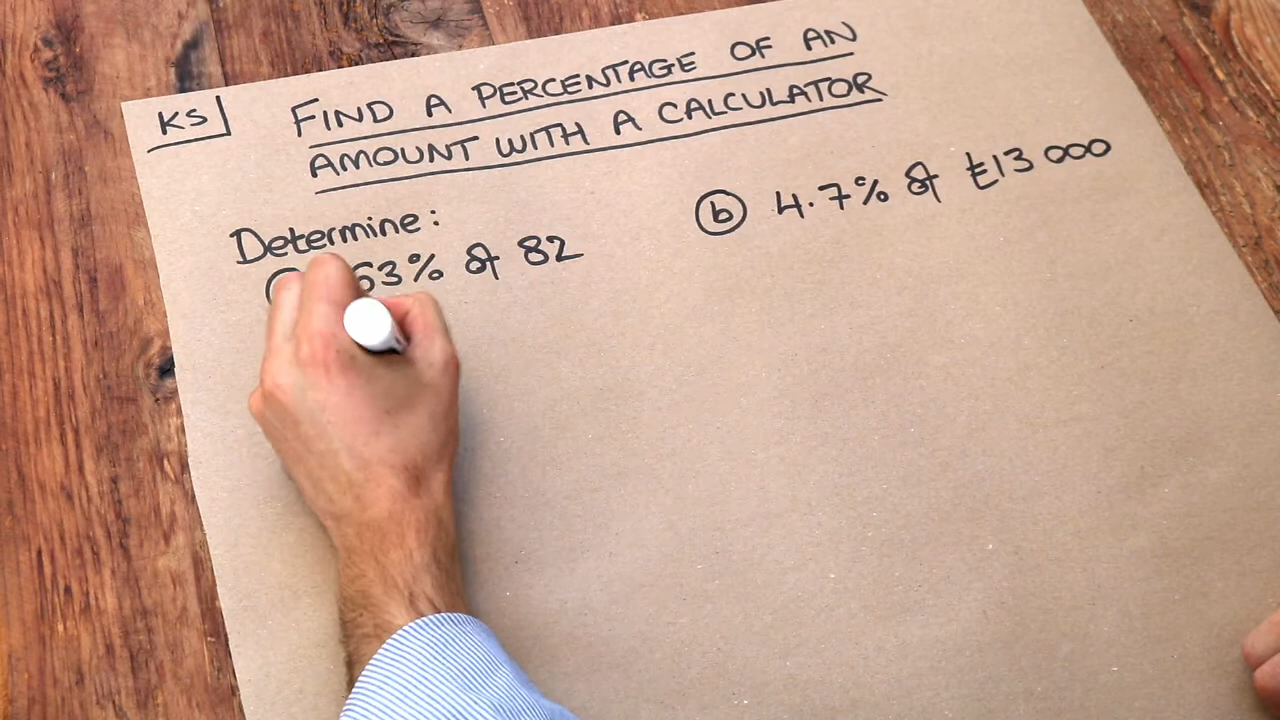 KS
FIND A PERCENTAGE OF AN
AMOUNT WITH A CALCULATOR
Determine:
63% of 82
b 4.7% of £13 000